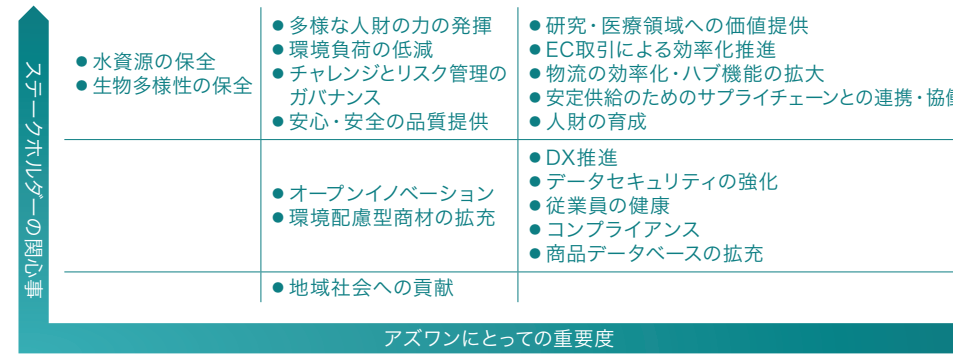 ステークホルダーの関心事
● 水資源の保全
● 生物多様性の保全
● 多様な人財の力の発揮
● 環境負荷の低減
● チャレンジとリスク管理の
ガバナンス
● 安心・安全の品質提供
● 研究・医療領域への価値提供
● EC取引による効率化推進
● 物流の効率化・ハブ機能の拡大
● 安定供給のためのサプライチェーンとの連携・協
● 人財の育成
● オープンイノベーション
● 環境配慮型商材の拡充
● DX推進
● データセキュリティの強化
● 従業員の健康
● コンプライアンス
● 商品データベースの拡充
● 地域社会への貢献
アズワンにとっての重要度